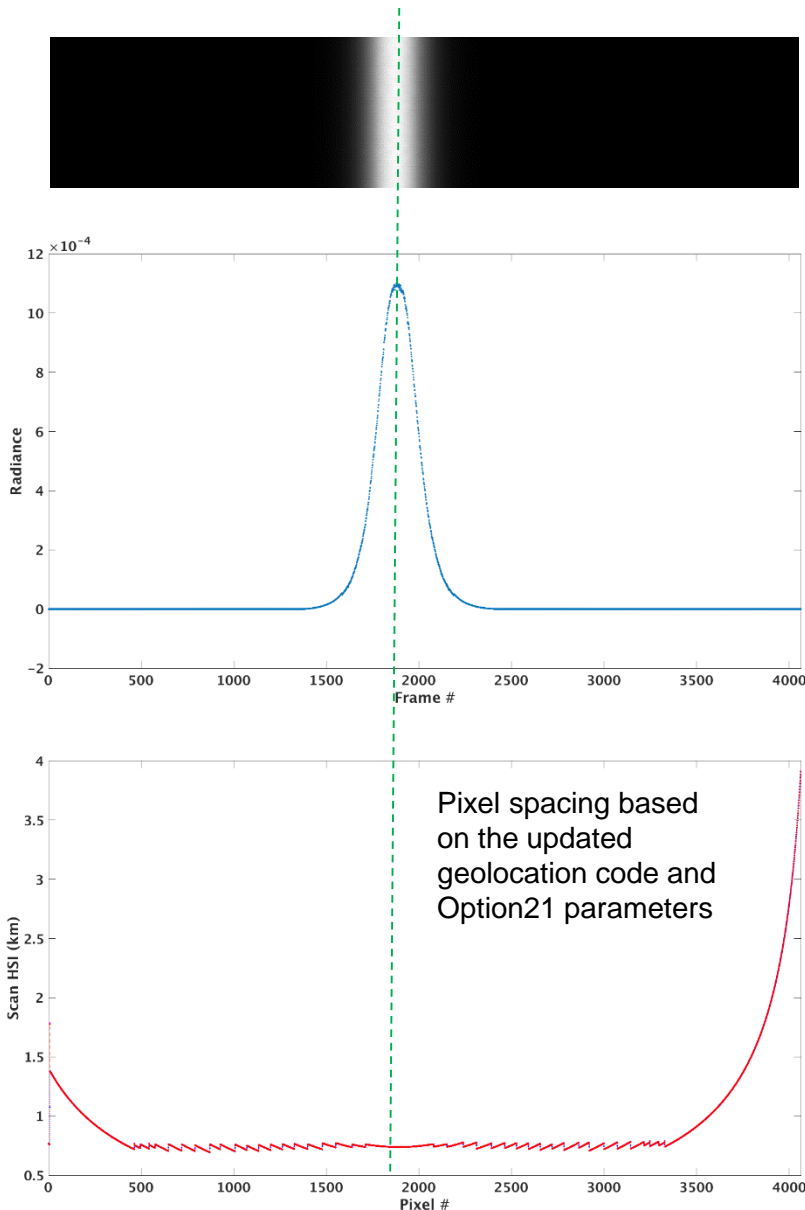 ×10⁻⁴
12
10
8
6
4
2
0
−2
Radiance
0 500 1000 1500 2000 2500 3000 3500 4000
Frame #
4
3.5
3
2.5
2
1.5
1
0.5
Scan HSI (km)
Pixel spacing based
on the updated
geolocation code and
Option21 parameters
0 500 1000 1500 2000 2500 3000 3500 4000
Pixel #